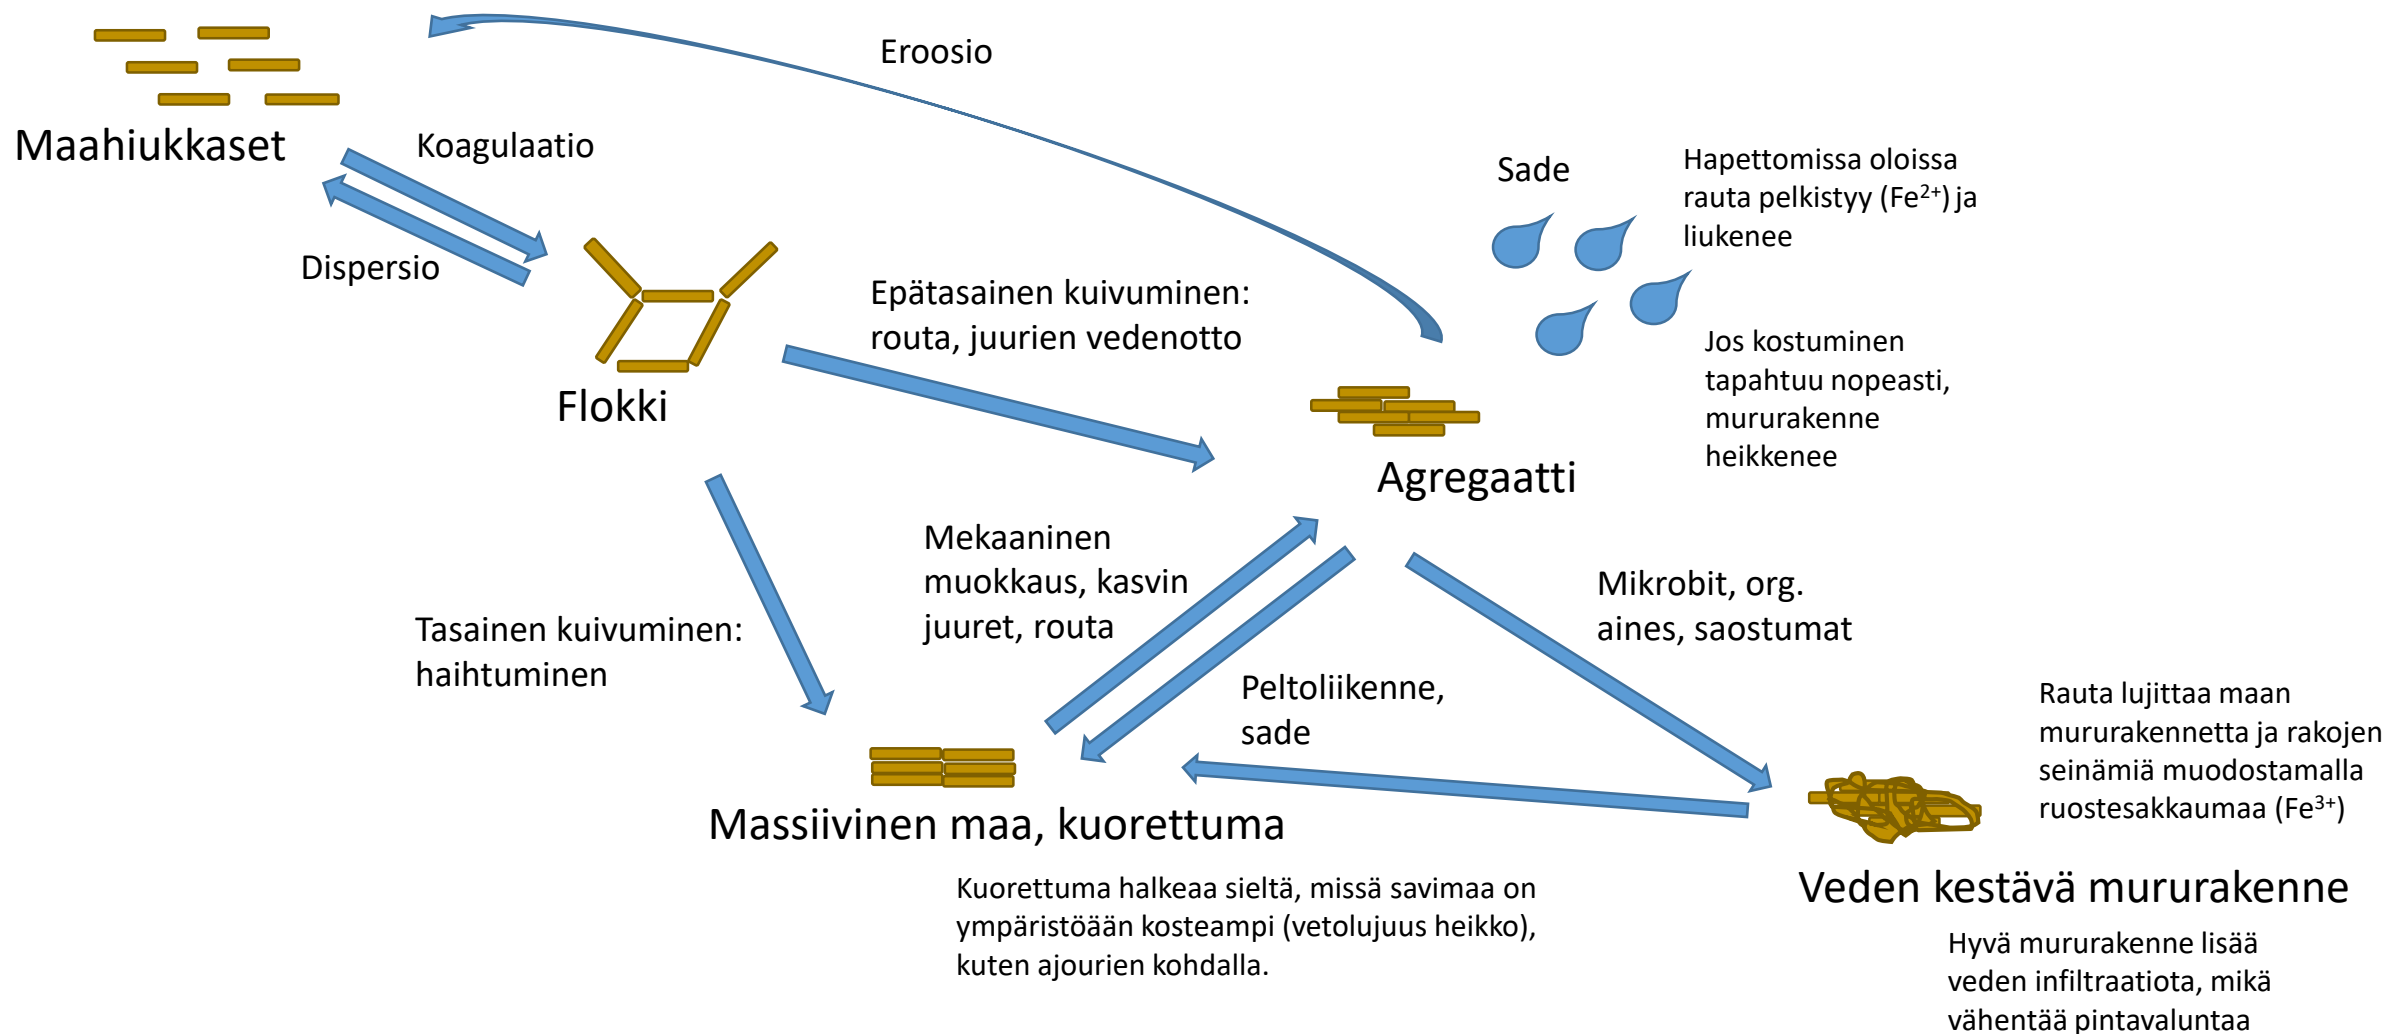 Eroosio
Maahiukkaset
Koagulaatio
Dispersio
Sade
Hapettomissa oloissa
rauta pelkistyy (Fe²⁺) ja
liukenee
Epätasainen kuivuminen:
routa, juurien vedenotto
Jos kostuminen
tapahtuu nopeasti,
mururakenne
heikkenee
Flokki
Agregaatti
Mekaaninen
muokkaus, kasvin
juuret, routa
Mikrobit, org.
aines, saostumat
Tasainen kuivuminen:
haihtuminen
Peltoliikenne,
sade
Rauta lujittaa maan
mururakennetta ja rakojen
seinämiä muodostamalla
ruostesakkaumaa (Fe³⁺)
Massiivinen maa, kuorettuma
Kuorettuma halkeaa sieltä, missä savimaa on
ympäristöään kosteampi (vetolujuus heikko),
kuten ajourien kohdalla.
Veden kestävä mururakenne
Hyvä mururakenne lisää
veden infiltraatiota, mikä
vähentää pintavaluntaa